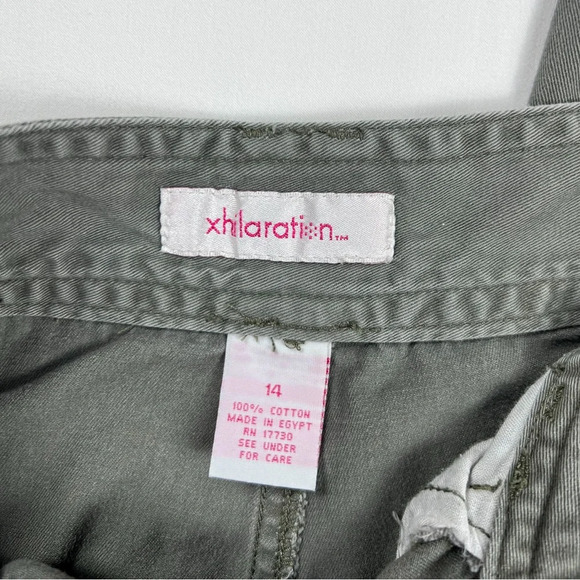 xhilaration™
14
100% COTTON
MADE IN EGYPT
RN 17730
SEE UNDER
FOR CARE